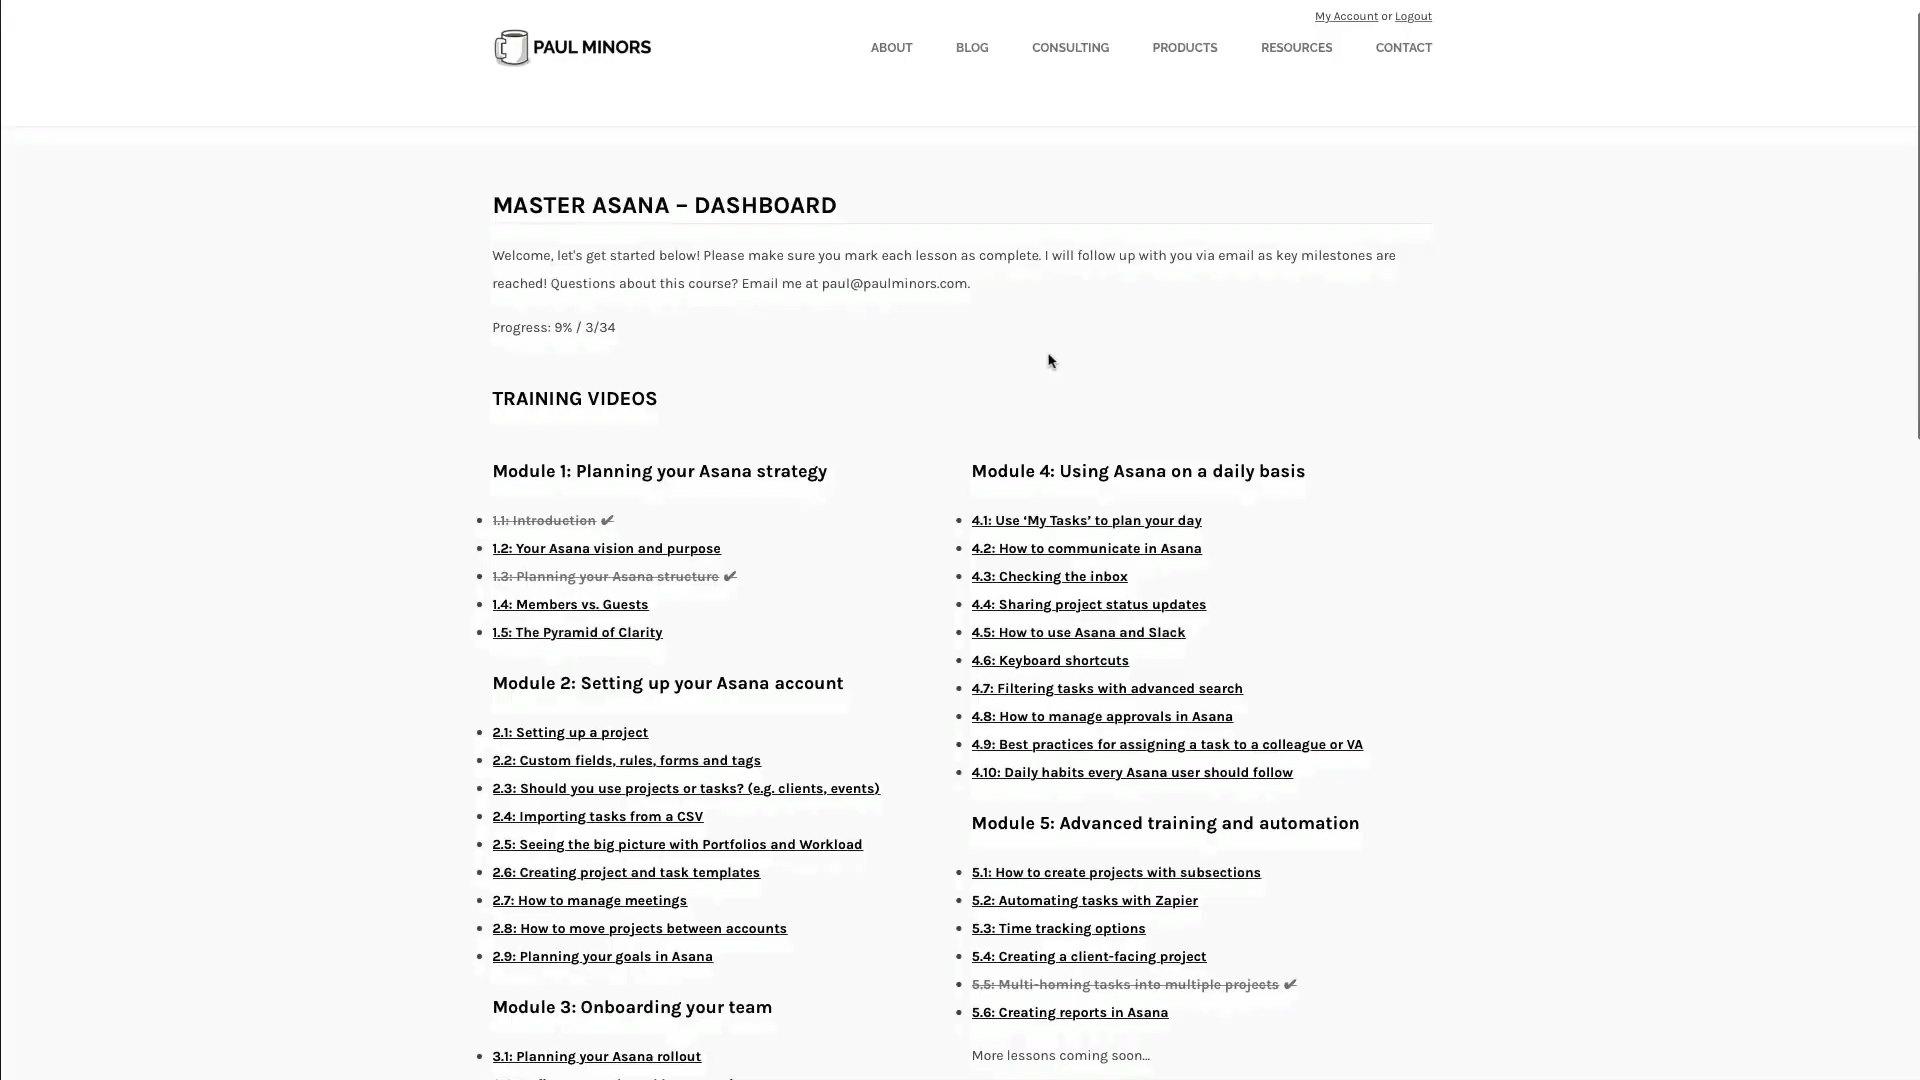 My Account or Logout
PAUL MINORS
ABOUT BLOG CONSULTING PRODUCTS RESOURCES CONTACT
MASTER ASANA – DASHBOARD
Welcome, let's get started below! Please make sure you mark each lesson as complete. I will follow up with you via email as key milestones are
reached! Questions about this course? Email me at paul@paulminors.com.
Progress: 9% / 3/34
TRAINING VIDEOS
Module 1: Planning your Asana strategy
1.1: Introduction ✔
1.2: Your Asana vision and purpose
1.3: Planning your Asana structure ✔
1.4: Members vs. Guests
1.5: The Pyramid of Clarity
Module 2: Setting up your Asana account
2.1: Setting up a project
2.2: Custom fields, rules, forms and tags
2.3: Should you use projects or tasks? (e.g. clients, events)
2.4: Importing tasks from a CSV
2.5: Seeing the big picture with Portfolios and Workload
2.6: Creating project and task templates
2.7: How to manage meetings
2.8: How to move projects between accounts
2.9: Planning your goals in Asana
Module 3: Onboarding your team
3.1: Planning your Asana rollout
Module 4: Using Asana on a daily basis
4.1: Use ‘My Tasks’ to plan your day
4.2: How to communicate in Asana
4.3: Checking the inbox
4.4: Sharing project status updates
4.5: How to use Asana and Slack
4.6: Keyboard shortcuts
4.7: Filtering tasks with advanced search
4.8: How to manage approvals in Asana
4.9: Best practices for assigning a task to a colleague or VA
4.10: Daily habits every Asana user should follow
Module 5: Advanced training and automation
5.1: How to create projects with subsections
5.2: Automating tasks with Zapier
5.3: Time tracking options
5.4: Creating a client-facing project
5.5: Multi-homing tasks into multiple projects ✔
5.6: Creating reports in Asana
More lessons coming soon…